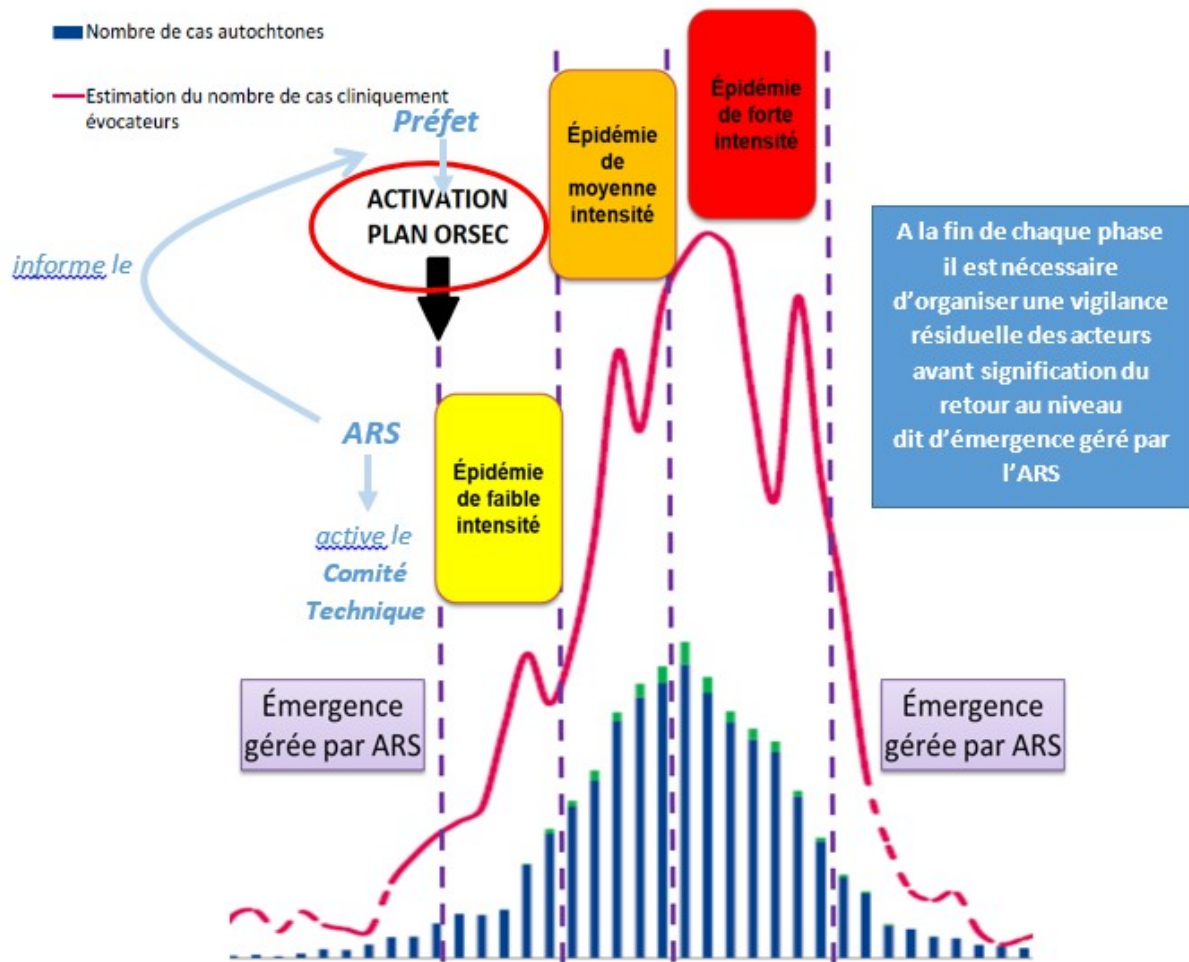 Nombre de cas autochtones
Estimation du nombre de cas cliniquement
évocateurs
Préfet
ACTIVATION
PLAN ORSEC
informe le
ARS
active le
Comité
Technique
Épidémie
de faible
intensité
Épidémie
de
moyenne
intensité
Épidémie
de forte
intensité
A la fin de chaque phase
il est nécessaire
d'organiser une vigilance
résiduelle des acteurs
avant signification du
retour au niveau
dit d'émergence géré par
l'ARS
Émergence
gérée par ARS
Émergence
gérée par ARS